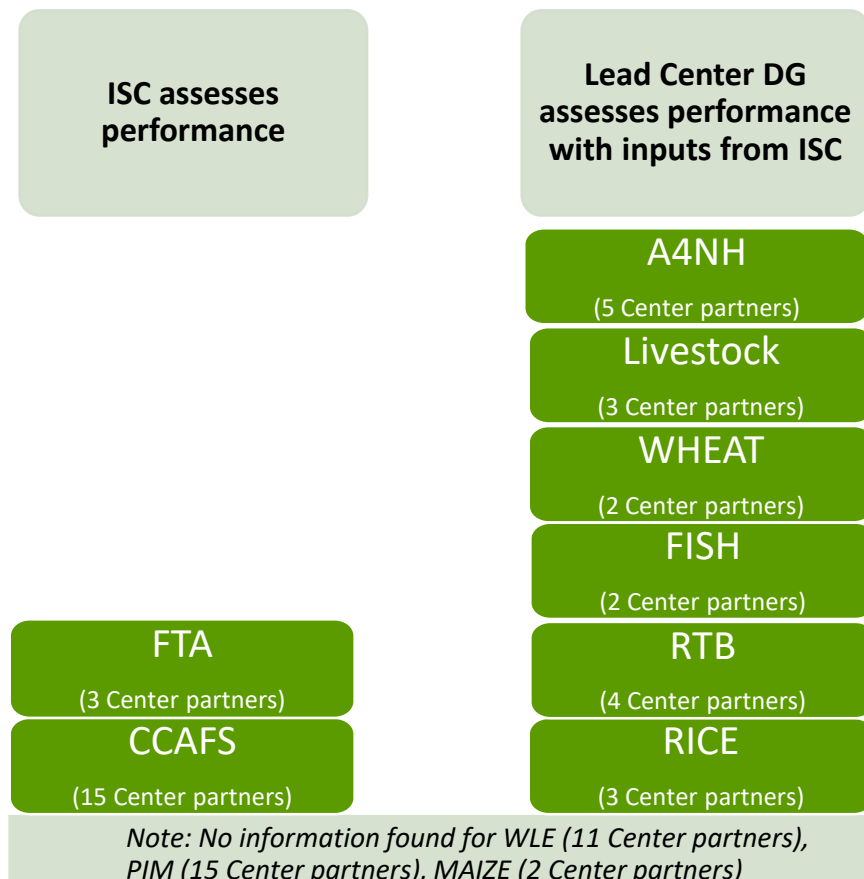 ISC assesses
performance
Lead Center DG
assesses performance
with inputs from ISC
A4NH
(5 Center partners)
Livestock
(3 Center partners)
WHEAT
(2 Center partners)
FISH
(2 Center partners)
FTA
(3 Center partners)
RTB
(4 Center partners)
CCAFS
(15 Center partners)
RICE
(3 Center partners)
Note: No information found for WLE (11 Center partners),
PIM (15 Center partners), MAIZE (2 Center partners)